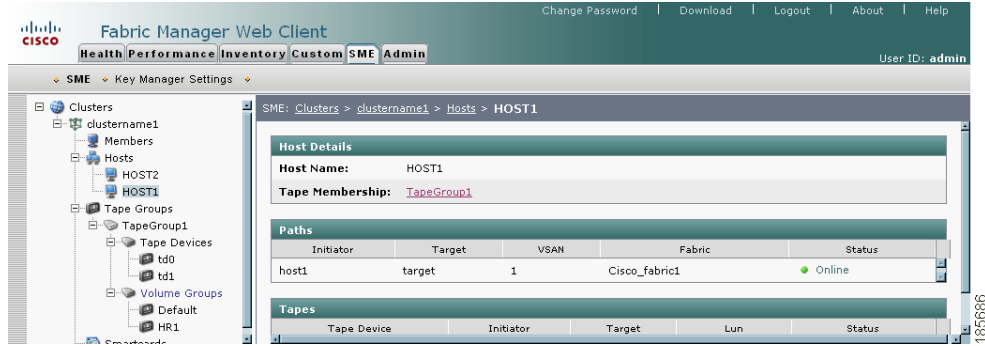 Change Password | Download | Logout | About | Help
CISCO
Fabric Manager Web Client
Health Performance Inventory Custom SME Admin
User ID: admin
SME Key Manager Settings
Clusters
clustername1
Members
Hosts
HOST2
HOST1
Tape Groups
TapeGroup1
Tape Devices
td0
td1
Volume Groups
Default
HR1
Smartcards
SME: Clusters > clustername1 > Hosts > HOST1
Host Details
Host Name: HOST1
Tape Membership: TapeGroup1
Paths
Initiator Target VSAN Fabric Status
host1 target 1 Cisco_fabric1 Online
Tapes
Tape Device Initiator Target Lun Status
185686